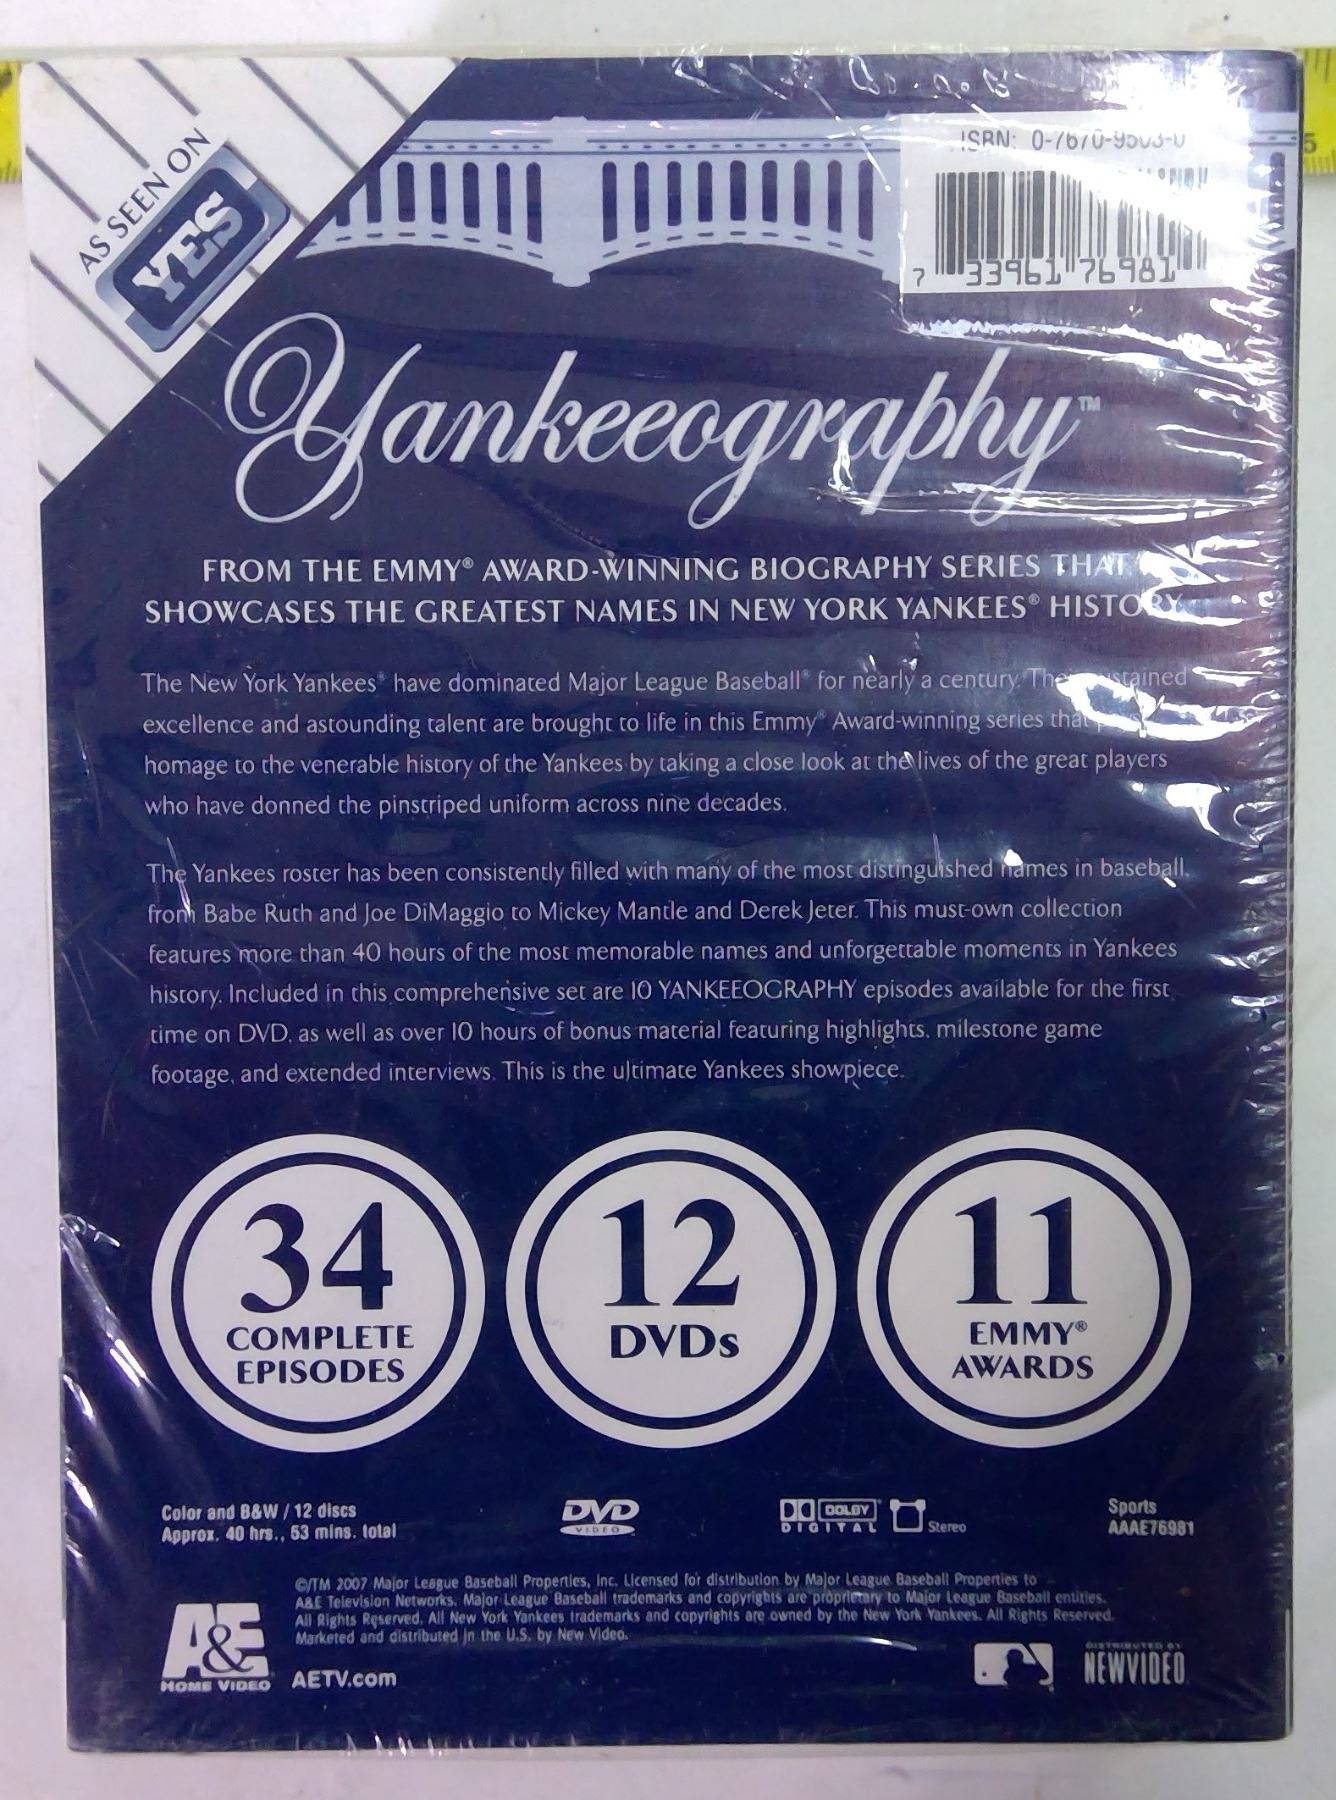 AS SEEN ON
YES
ISBN: 0-7670-9503-0
7 33961 76981
5
Yankeeography™
FROM THE EMMY® AWARD-WINNING BIOGRAPHY SERIES THAT
SHOWCASES THE GREATEST NAMES IN NEW YORK YANKEES® HISTORY
The New York Yankees® have dominated Major League Baseball® for nearly a century.
excellence and astounding talent are brought to life in this Emmy® Award-winning series that
homage to the venerable history of the Yankees by taking a close look at the lives of the great players
who have donned the pinstriped uniform across nine decades.
The Yankees roster has been consistently filled with many of the most distinguished names in baseball,
from Babe Ruth and Joe DiMaggio to Mickey Mantle and Derek Jeter. This must-own collection
features more than 40 hours of the most memorable names and unforgettable moments in Yankees
history. Included in this comprehensive set are 10 YANKEEOGRAPHY episodes available for the first
time on DVD, as well as over 10 hours of bonus material featuring highlights, milestone game
footage, and extended interviews. This is the ultimate Yankees showpiece.
34
COMPLETE
EPISODES
12
DVDs
11
EMMY®
AWARDS
Color and B&W / 12 discs
Approx. 40 hrs., 53 mins. total
DVD
VIDEO
DOLBY
DIGITAL
Stereo
Sports
AAAE76981
©/TM 2007 Major League Baseball Properties, Inc. Licensed for distribution by Major League Baseball Properties to
A&E Television Networks. Major League Baseball trademarks and copyrights are proprietary to Major League Baseball entities.
All Rights Reserved. All New York Yankees trademarks and copyrights are owned by the New York Yankees. All Rights Reserved.
Marketed and distributed in the U.S. by New Video.
A&E
HOME VIDEO
AETV.com
DISTRIBUTED BY
NEWVIDEO